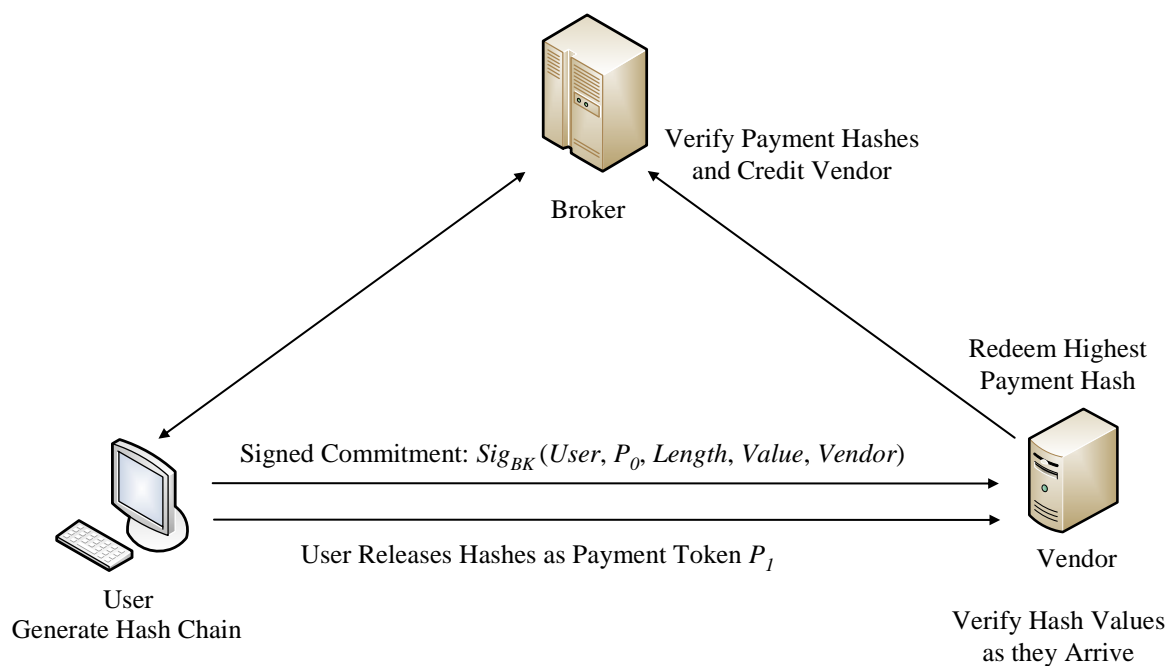 Verify Payment Hashes
and Credit Vendor
Broker
Redeem Highest
Payment Hash
Signed Commitment: Sig_BK (User, P_0, Length, Value, Vendor)
User Releases Hashes as Payment Token P_1
Vendor
User
Generate Hash Chain
Verify Hash Values
as they Arrive